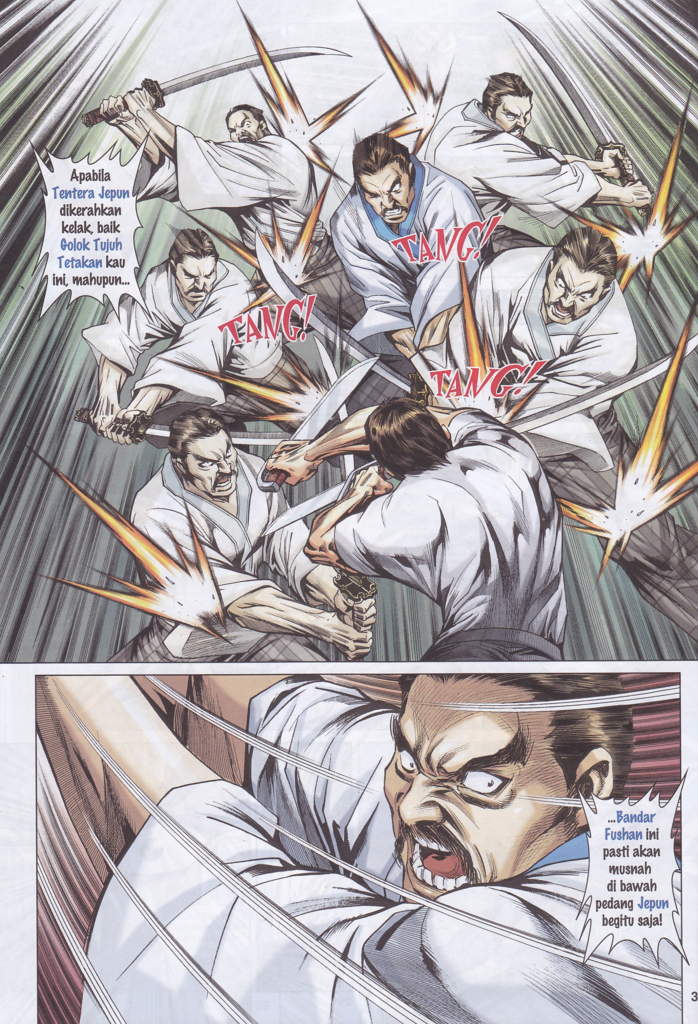 Apabila
Tentera Jepun
dikerahkan
kelak, baik
Golok Tujuh
Tetakan kau
ini, mahupun...
TANG!
TANG!
TANG!
...Bandar
Fushan ini
pasti akan
musnah
di bawah
pedang Jepun
begitu saja!
3